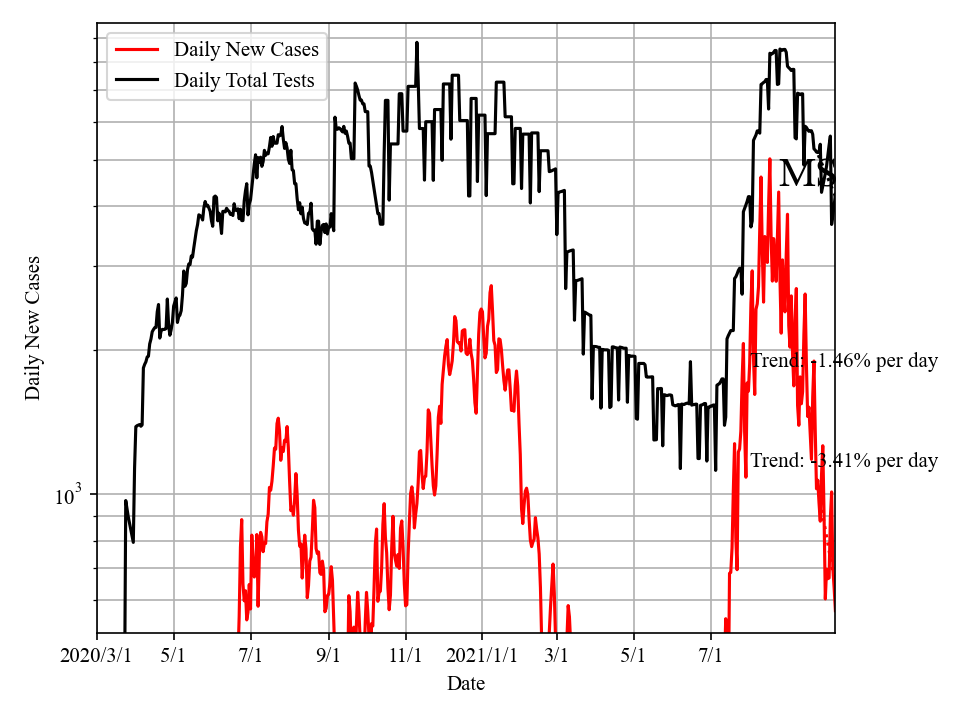 Daily New Cases
Daily Total Tests
MS
Trend: -1.46% per day
Trend: -3.41% per day
Daily New Cases
10³
2020/3/1 5/1 7/1 9/1 11/1 2021/1/1 3/1 5/1 7/1
Date